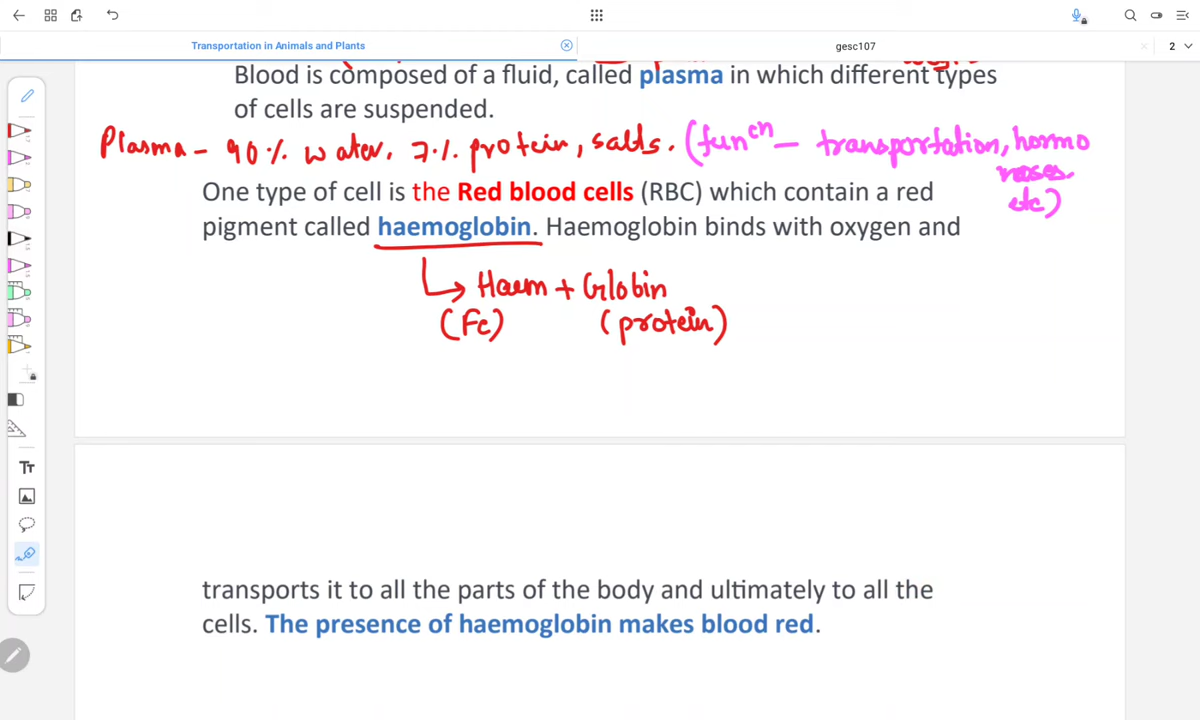 Transportation in Animals and Plants
gesc107
2
Blood is composed of a fluid, called plasma in which different types
of cells are suspended.
Plasma - 90% water. 7% protein, salts. (funcn - transportation, hormo
etc)
One type of cell is the Red blood cells (RBC) which contain a red
pigment called haemoglobin. Haemoglobin binds with oxygen and
Haem + Globin
(Fe) (protein)
Tт
transports it to all the parts of the body and ultimately to all the
cells. The presence of haemoglobin makes blood red.